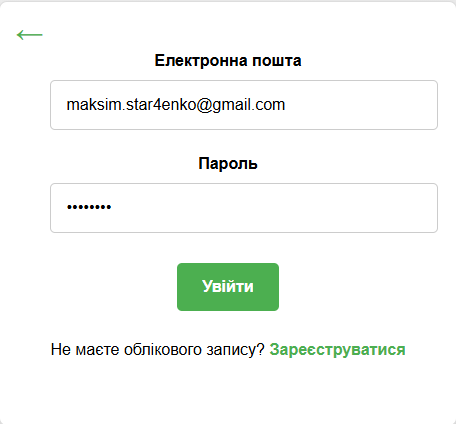 Електронна пошта
maksim.star4enko@gmail.com
Пароль
••••••••
Увійти
Не маєте облікового запису? Зареєструватися